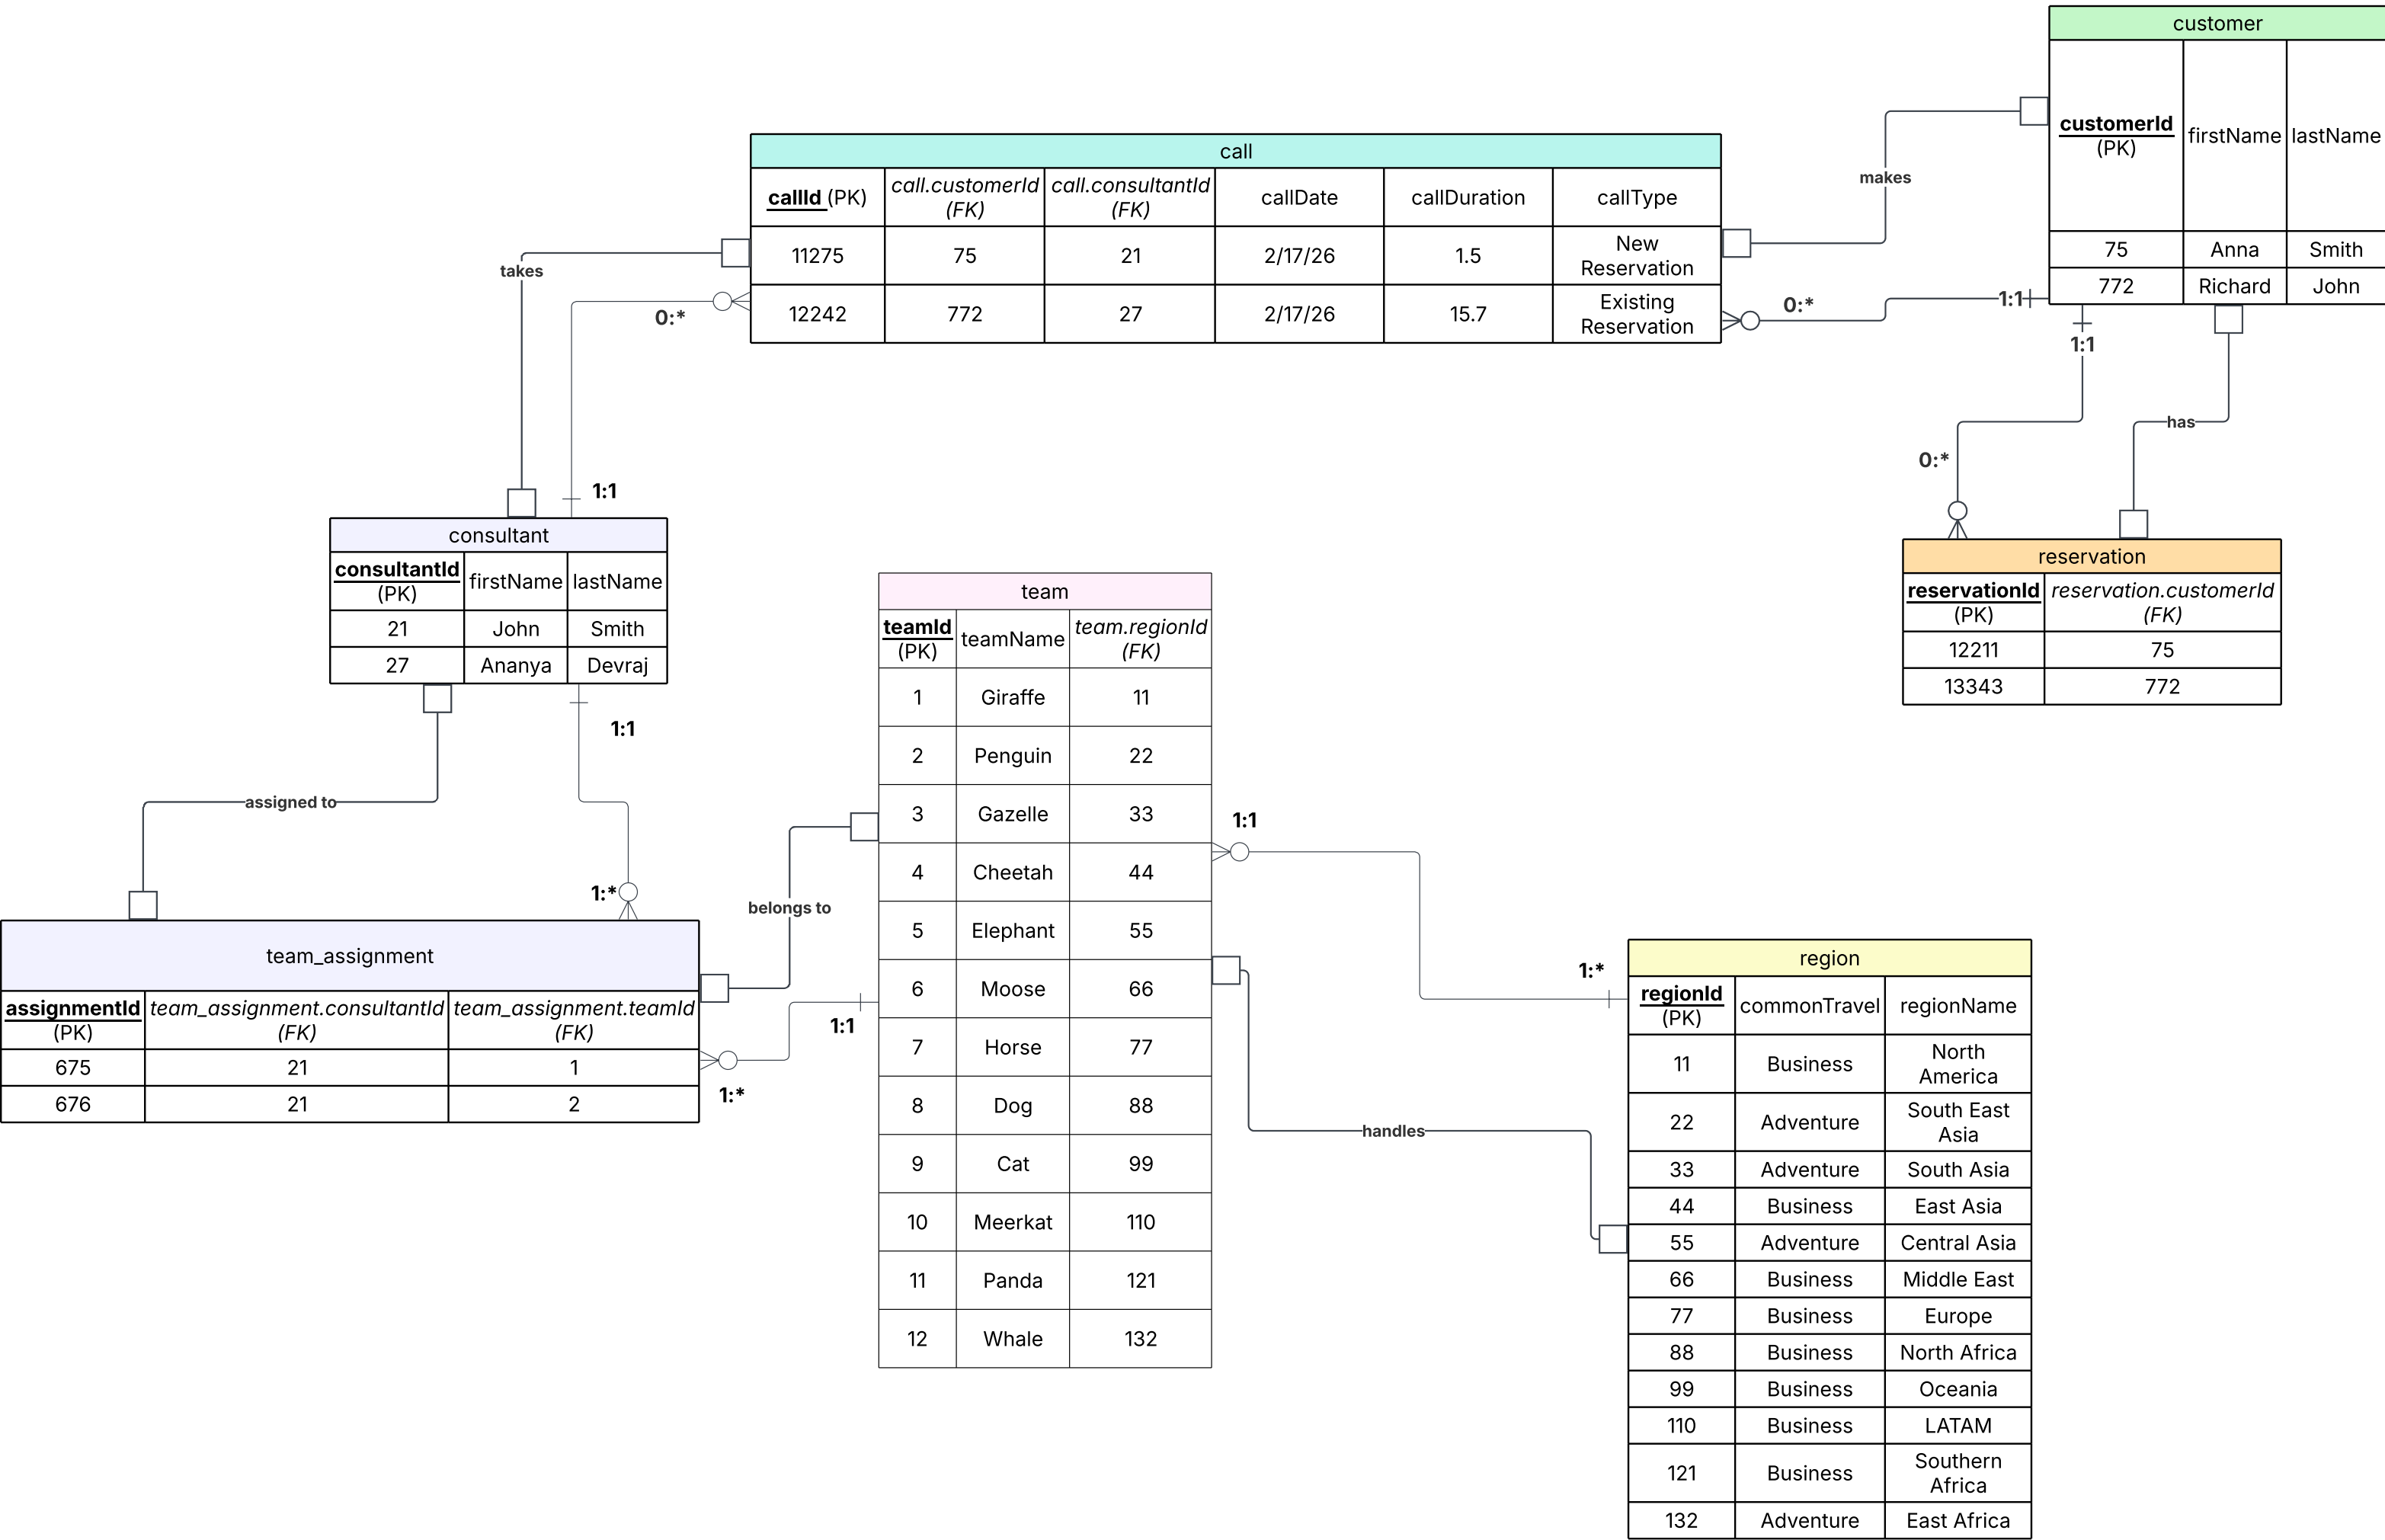 customer
customerId
(PK)
firstName
lastName
75
Anna
Smith
772
Richard
John
makes
call
callId (PK)
call.customerId
(FK)
call.consultantId
(FK)
callDate
callDuration
callType
11275
75
21
2/17/26
1.5
New
Reservation
12242
772
27
2/17/26
15.7
Existing
Reservation
takes
0:*
0:*
1:1
1:1
has
0:*
1:1
consultant
consultantId
(PK)
firstName
lastName
21
John
Smith
27
Ananya
Devraj
reservation
reservationId
(PK)
reservation.customerId
(FK)
12211
75
13343
772
team
teamId
(PK)
teamName
team.regionId
(FK)
1
Giraffe
11
2
Penguin
22
3
Gazelle
33
4
Cheetah
44
5
Elephant
55
6
Moose
66
7
Horse
77
8
Dog
88
9
Cat
99
10
Meerkat
110
11
Panda
121
12
Whale
132
1:1
assigned to
1:*
belongs to
1:1
1:*
1:1
1:*
handles
team_assignment
assignmentId
(PK)
team_assignment.consultantId
(FK)
team_assignment.teamId
(FK)
675
21
1
676
21
2
region
regionId
(PK)
commonTravel
regionName
11
Business
North
America
22
Adventure
South East
Asia
33
Adventure
South Asia
44
Business
East Asia
55
Adventure
Central Asia
66
Business
Middle East
77
Business
Europe
88
Business
North Africa
99
Business
Oceania
110
Business
LATAM
121
Business
Southern
Africa
132
Adventure
East Africa